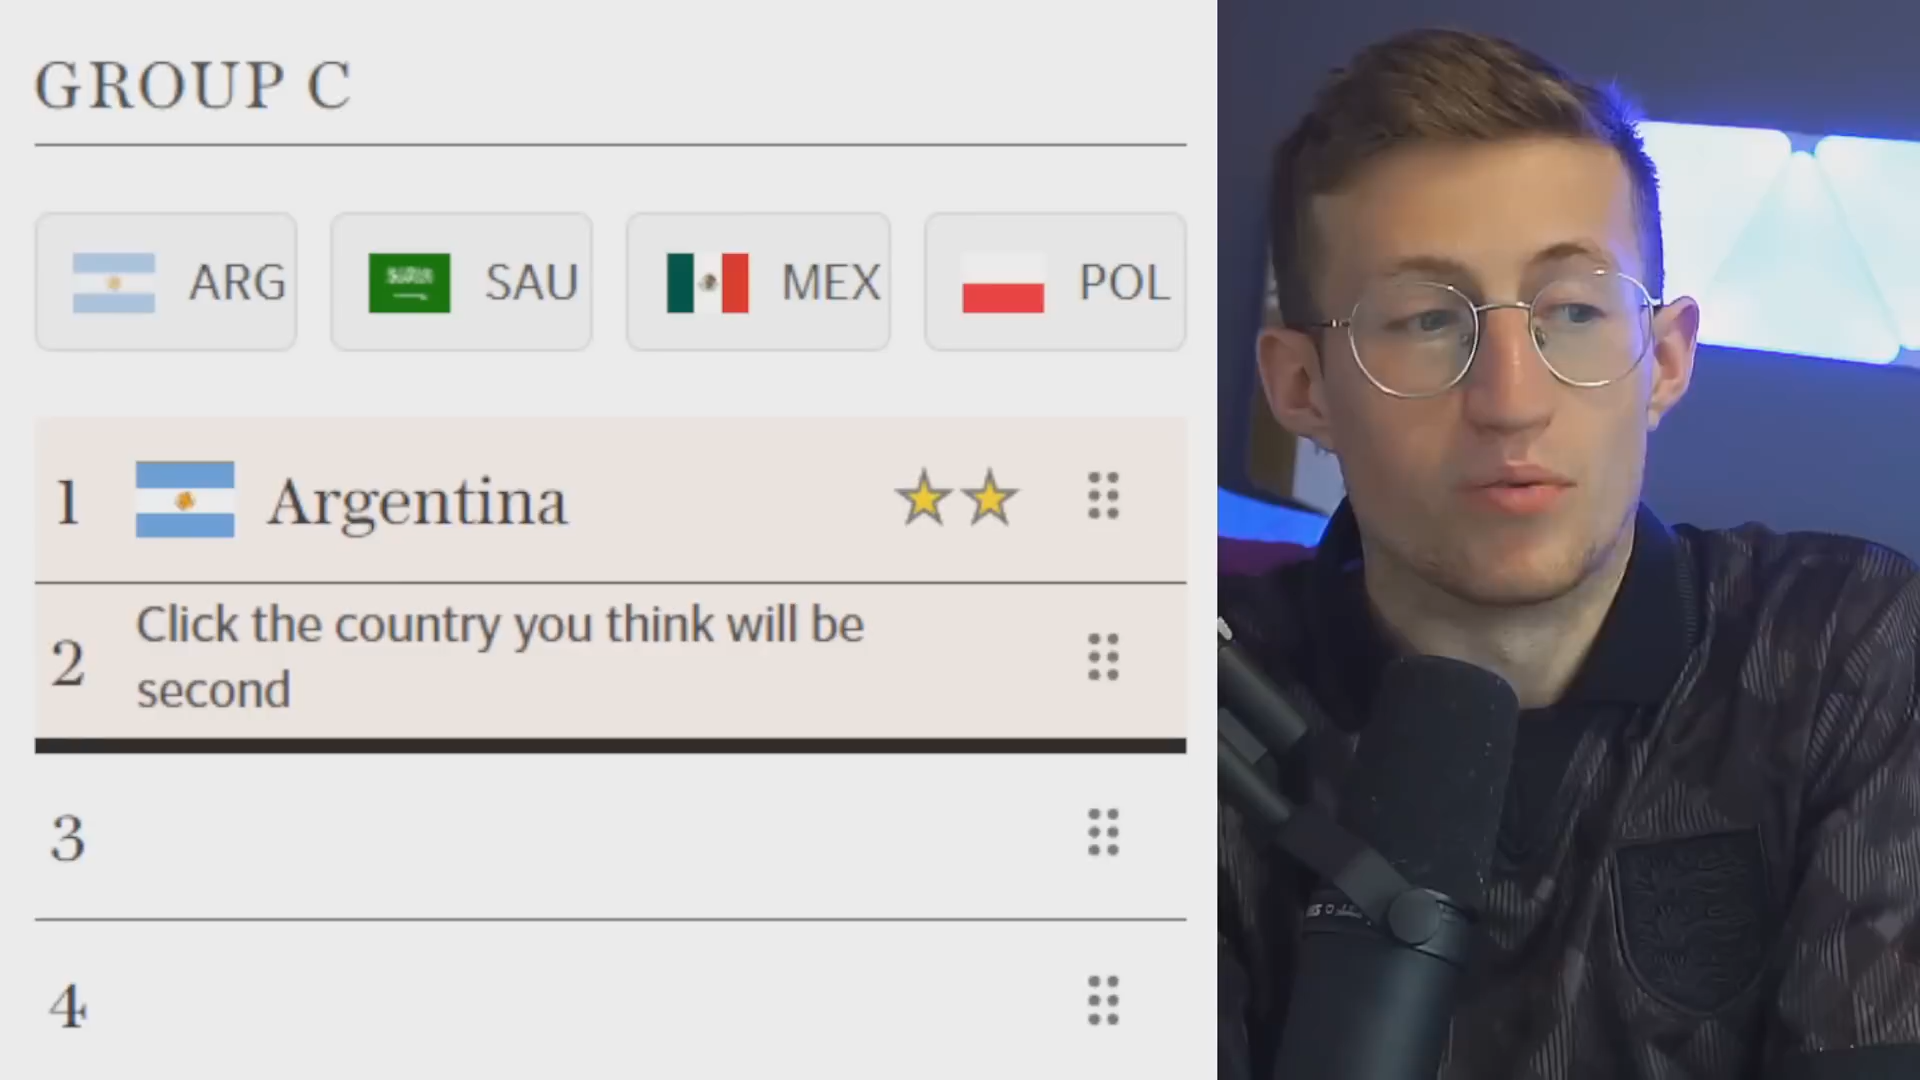 GROUP C
ARG SAU MEX POL
1 Argentina
2 Click the country you think will be
second
3
4